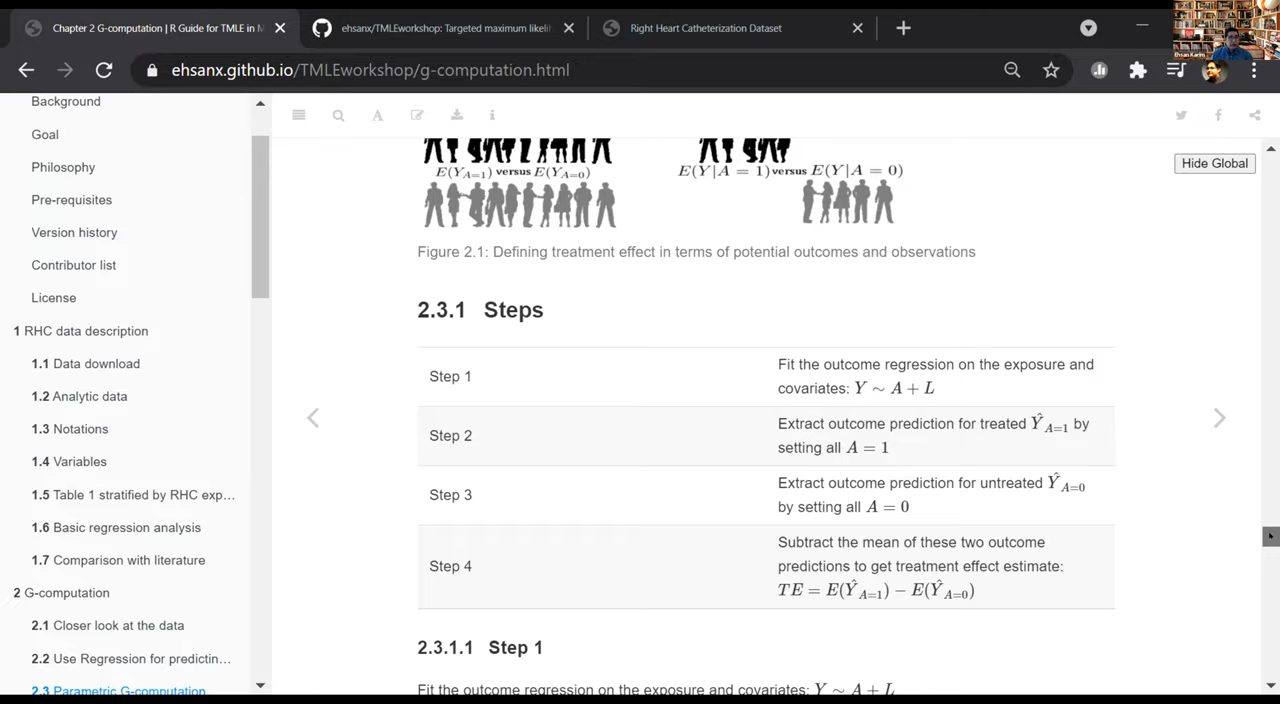 Chapter 2 G-computation | R Guide for TMLE in M
ehsanx/TMLEworkshop: Targeted maximum likeli
Right Heart Catheterization Dataset
Ehsan Karim
ehsanx.github.io/TMLEworkshop/g-computation.html
Background
Goal
Philosophy
Pre-requisites
Version history
Contributor list
License
1 RHC data description
1.1 Data download
1.2 Analytic data
1.3 Notations
1.4 Variables
1.5 Table 1 stratified by RHC exp...
1.6 Basic regression analysis
1.7 Comparison with literature
2 G-computation
2.1 Closer look at the data
2.2 Use Regression for predictin...
2.3 Parametric G-computation
Hide Global
E(Y_{A=1}) versus E(Y_{A=0})
E(Y|A = 1) versus E(Y|A = 0)
Figure 2.1: Defining treatment effect in terms of potential outcomes and observations
2.3.1 Steps
Step 1
Fit the outcome regression on the exposure and
covariates: Y ∼ A + L
Step 2
Extract outcome prediction for treated Ŷ_{A=1} by
setting all A = 1
Step 3
Extract outcome prediction for untreated Ŷ_{A=0}
by setting all A = 0
Step 4
Subtract the mean of these two outcome
predictions to get treatment effect estimate:
TE = E(Ŷ_{A=1}) − E(Ŷ_{A=0})
2.3.1.1 Step 1
Fit the outcome regression on the exposure and covariates: Y ∼ A + L